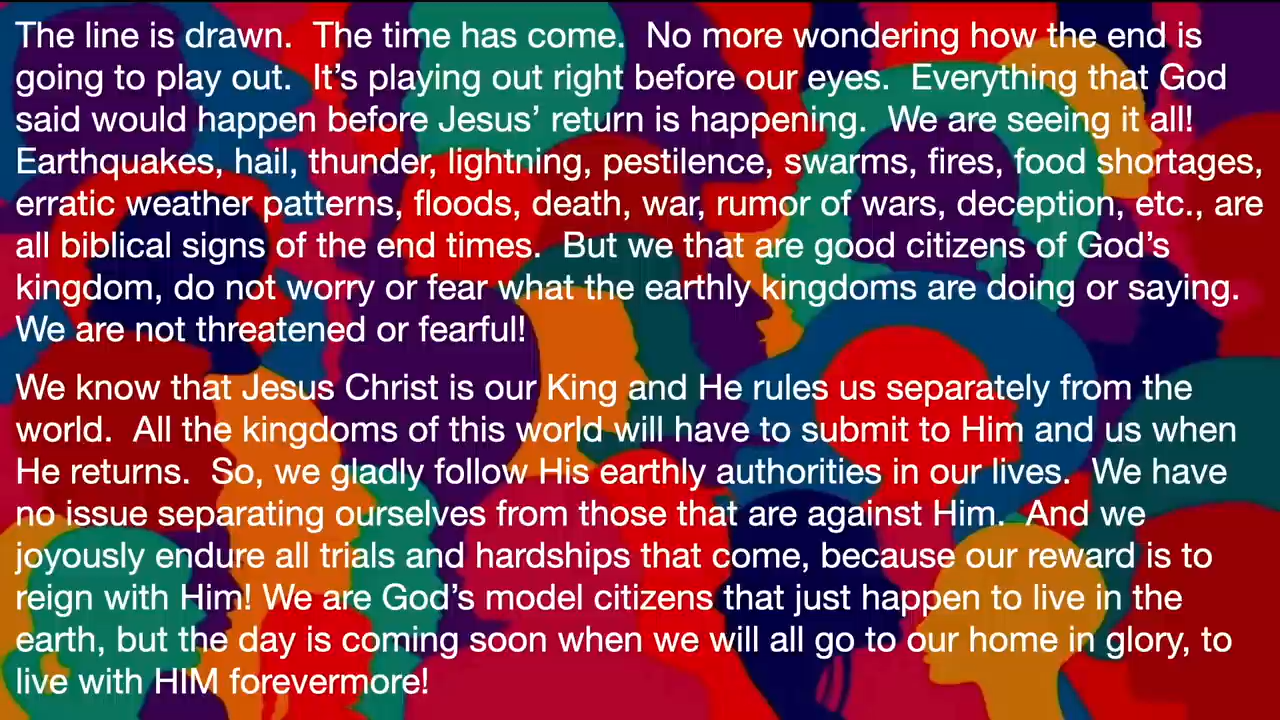 The line is drawn.  The time has come.  No more wondering how the end is
going to play out.  It’s playing out right before our eyes.  Everything that God
said would happen before Jesus’ return is happening.  We are seeing it all!
Earthquakes, hail, thunder, lightning, pestilence, swarms, fires, food shortages,
erratic weather patterns, floods, death, war, rumor of wars, deception, etc., are
all biblical signs of the end times.  But we that are good citizens of God’s
kingdom, do not worry or fear what the earthly kingdoms are doing or saying.
We are not threatened or fearful!
We know that Jesus Christ is our King and He rules us separately from the
world.  All the kingdoms of this world will have to submit to Him and us when
He returns.  So, we gladly follow His earthly authorities in our lives.  We have
no issue separating ourselves from those that are against Him.  And we
joyously endure all trials and hardships that come, because our reward is to
reign with Him! We are God’s model citizens that just happen to live in the
earth, but the day is coming soon when we will all go to our home in glory, to
live with HIM forevermore!